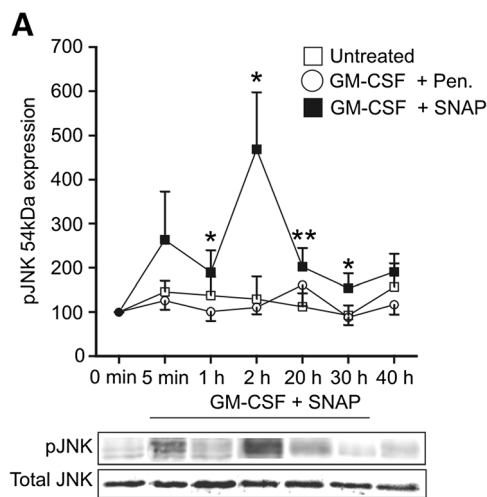 A
700
600
500
400
300
200
100
0
pJNK 54kDa expression
Untreated
GM-CSF + Pen.
GM-CSF + SNAP
*
*
**
*
0 min 5 min 1 h 2 h 20 h 30 h 40 h
GM-CSF + SNAP
pJNK
Total JNK